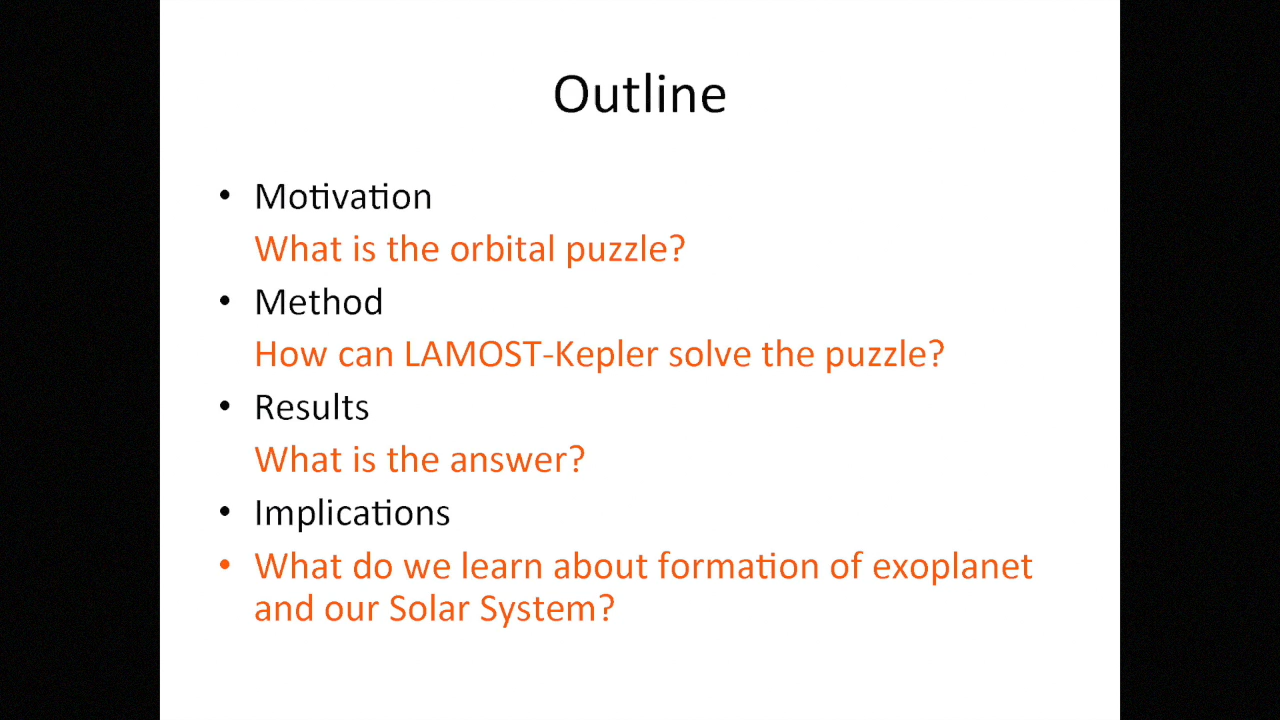 Outline
• Motivation
What is the orbital puzzle?
• Method
How can LAMOST-Kepler solve the puzzle?
• Results
What is the answer?
• Implications
• What do we learn about formation of exoplanet
and our Solar System?